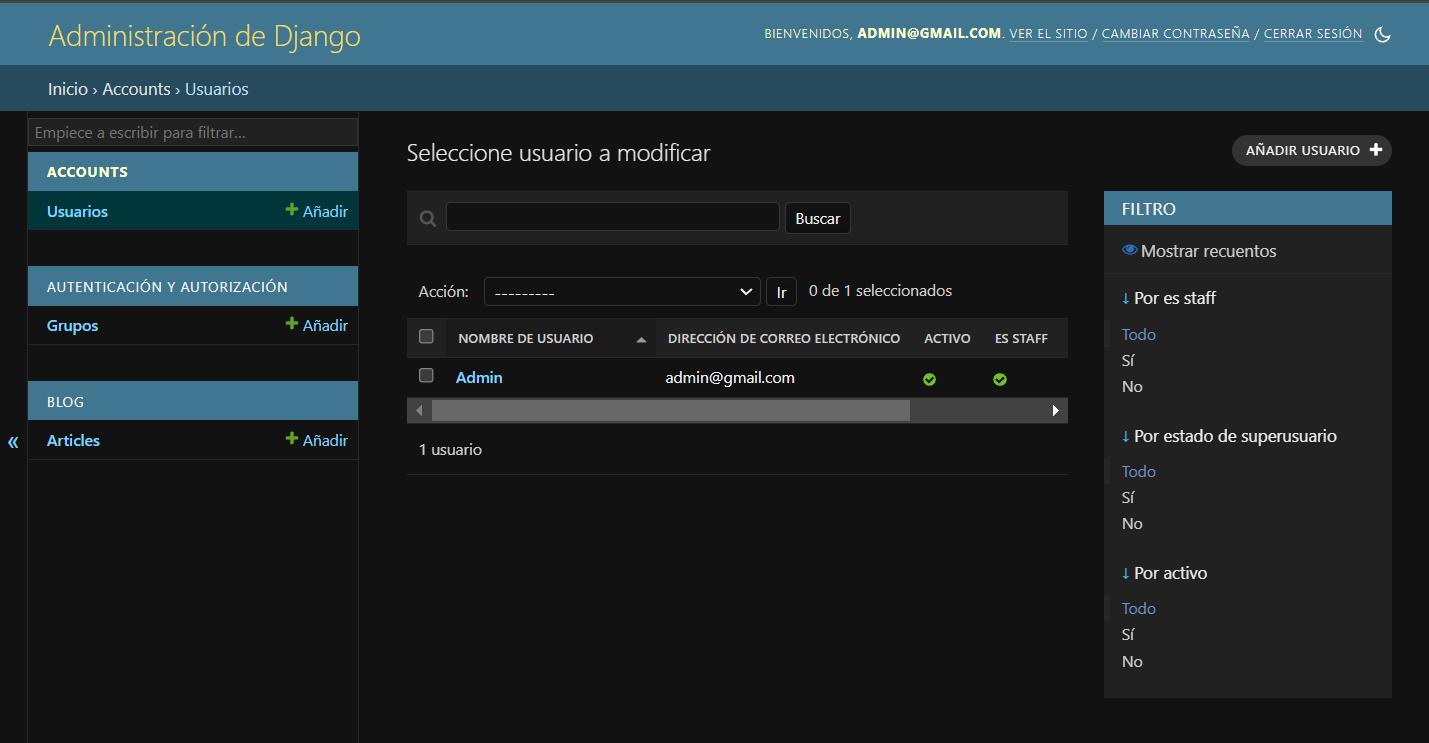 Administración de Django
BIENVENIDOS, ADMIN@GMAIL.COM. VER EL SITIO / CAMBIAR CONTRASEÑA / CERRAR SESIÓN
Inicio › Accounts › Usuarios
Empiece a escribir para filtrar...
ACCOUNTS
Usuarios
Añadir
AUTENTICACIÓN Y AUTORIZACIÓN
Grupos
Añadir
BLOG
Articles
Añadir
«
Seleccione usuario a modificar
AÑADIR USUARIO
Buscar
Acción: --------- Ir 0 de 1 seleccionados
NOMBRE DE USUARIO DIRECCIÓN DE CORREO ELECTRÓNICO ACTIVO ES STAFF
Admin admin@gmail.com
1 usuario
FILTRO
Mostrar recuentos
↓ Por es staff
Todo
Sí
No
↓ Por estado de superusuario
Todo
Sí
No
↓ Por activo
Todo
Sí
No